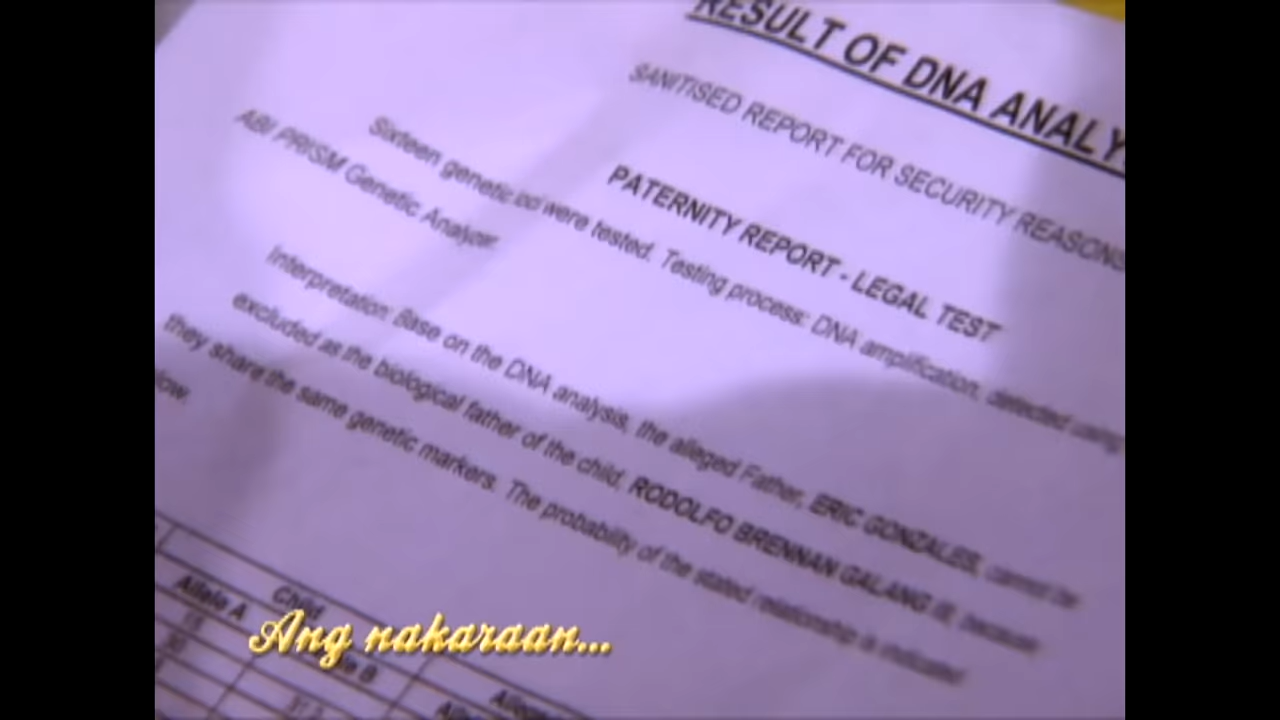 RESULT OF DNA ANALY
SANITISED REPORT FOR SECURITY REASONS
PATERNITY REPORT - LEGAL TEST
Sixteen genetic were tested. Testing process: DNA amplification, detected using
ABI PRISM Genetic Analyzer.
Interpretation: Base on the DNA analysis, the alleged Father, ERIC GONZALES, cannot be
excluded as the biological father of the child, RODOLFO BRENNAN GALANG III, because
they share the same genetic markers. The probability of the stated relationship is indicated
Child
Allele A
Ang nakaraan...